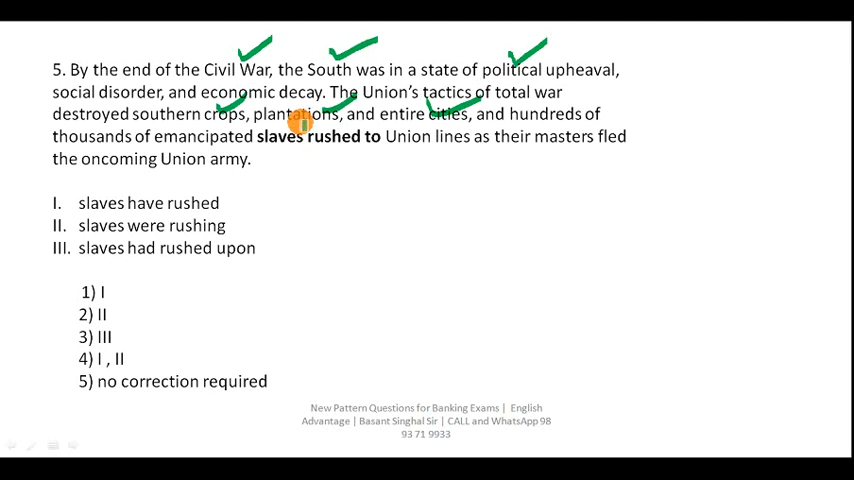 5. By the end of the Civil War, the South was in a state of political upheaval,
social disorder, and economic decay. The Union's tactics of total war
destroyed southern crops, plantations, and entire cities, and hundreds of
thousands of emancipated slaves rushed to Union lines as their masters fled
the oncoming Union army.
I. slaves have rushed
II. slaves were rushing
III. slaves had rushed upon
1) I
2) II
3) III
4) I , II
5) no correction required
New Pattern Questions for Banking Exams | English
Advantage | Basant Singhal Sir | CALL and WhatsApp 98
93 71 9933